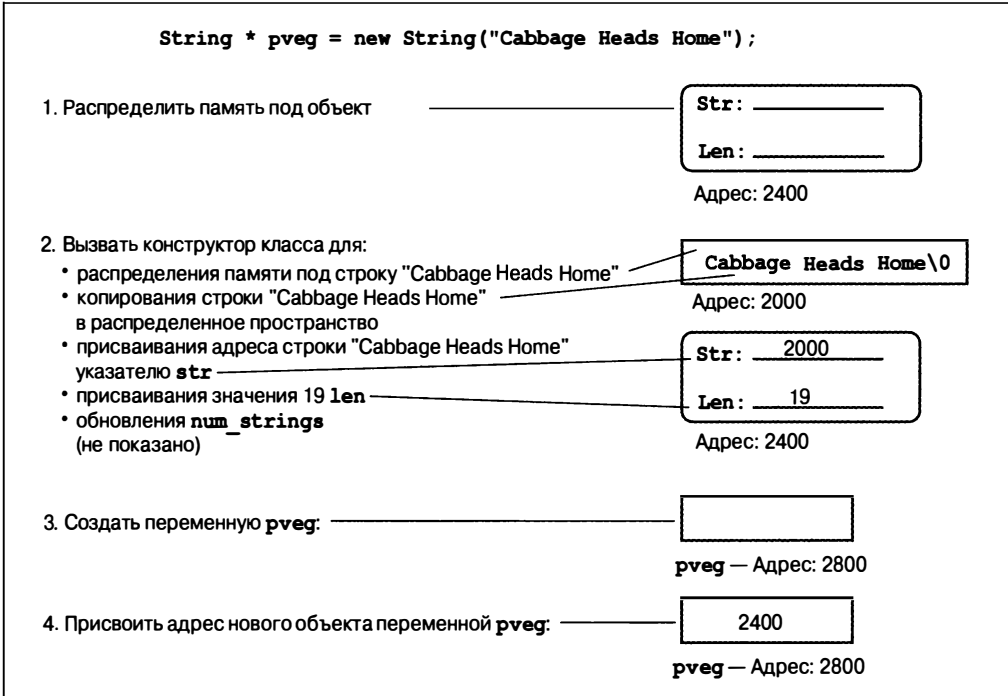 String * pveg = new String("Cabbage Heads Home");
1. Распределить память под объект
Str:
Len:
Адрес: 2400
2. Вызвать конструктор класса для:
• распределения памяти под строку "Cabbage Heads Home"
• копирования строки "Cabbage Heads Home"
в распределенное пространство
• присваивания адреса строки "Cabbage Heads Home"
указателю str
• присваивания значения 19 len
• обновления num_strings
(не показано)
Cabbage Heads Home\0
Адрес: 2000
Str: 2000
Len: 19
Адрес: 2400
3. Создать переменную pveg:
pveg — Адрес: 2800
4. Присвоить адрес нового объекта переменной pveg:
2400
pveg — Адрес: 2800